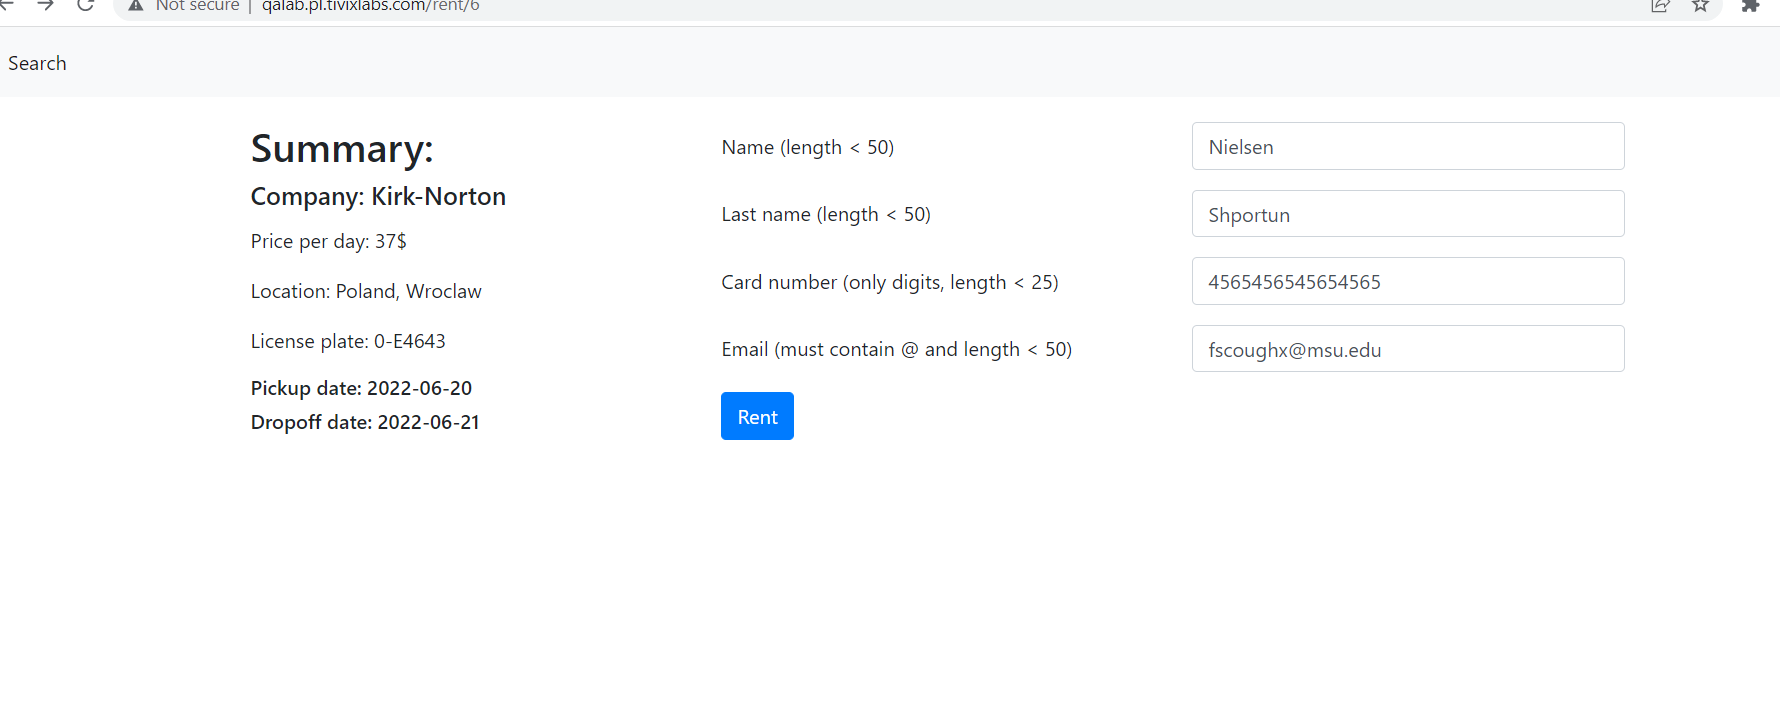 Not secure | qalab.pl.tivixlabs.com/rent/6
Search
Summary:
Company: Kirk-Norton
Price per day: 37$
Location: Poland, Wroclaw
License plate: 0-E4643
Pickup date: 2022-06-20
Dropoff date: 2022-06-21
Name (length < 50)
Nielsen
Last name (length < 50)
Shportun
Card number (only digits, length < 25)
4565456545654565
Email (must contain @ and length < 50)
fscoughx@msu.edu
Rent